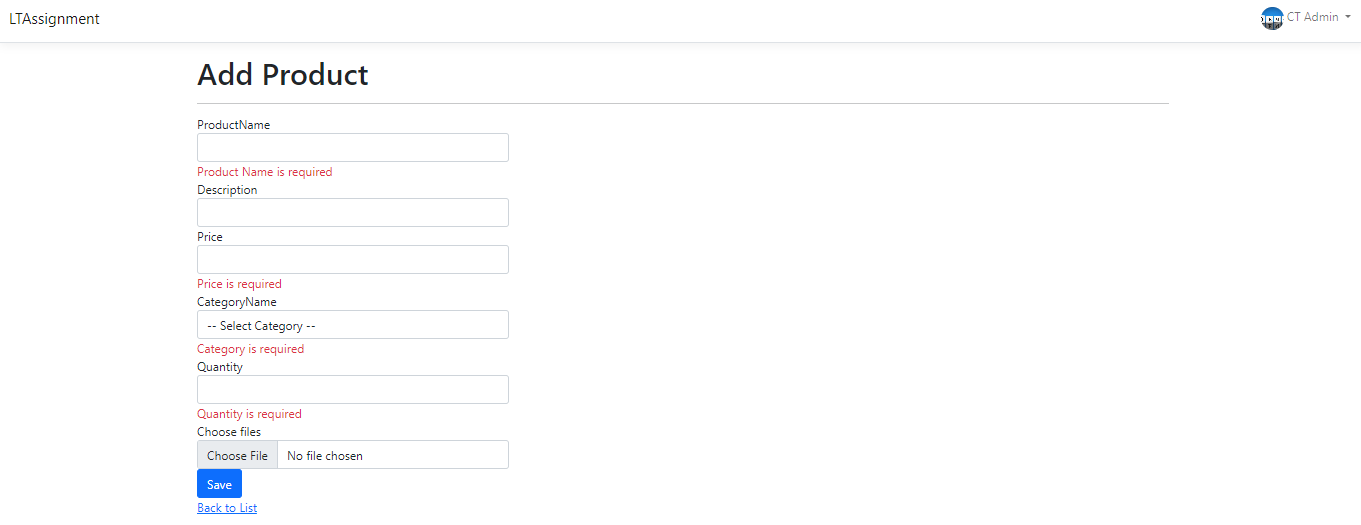 LTAssignment
CT Admin
Add Product
ProductName
Product Name is required
Description
Price
Price is required
CategoryName
-- Select Category --
Category is required
Quantity
Quantity is required
Choose files
Choose File No file chosen
Save
Back to List